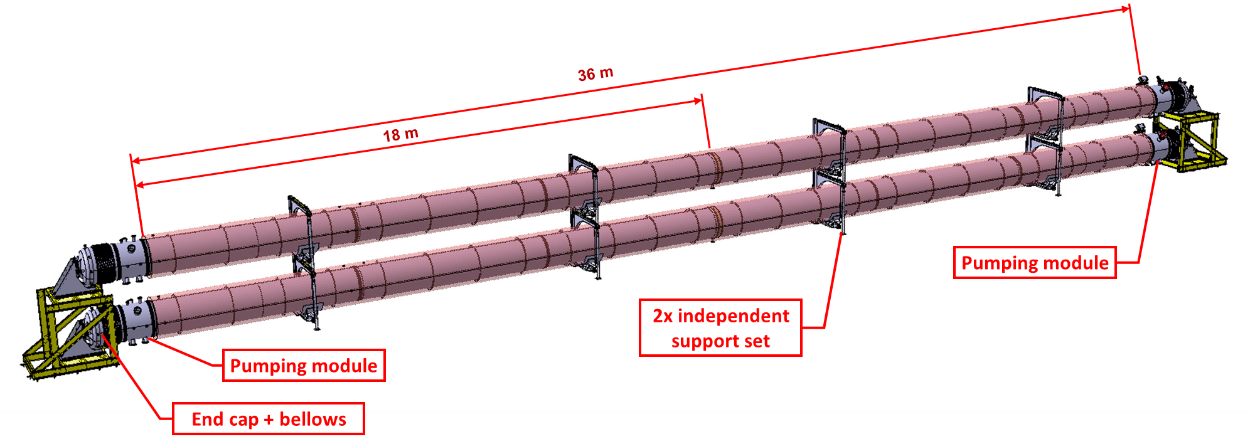 36 m
18 m
Pumping module
2x independent
support set
Pumping module
End cap + bellows